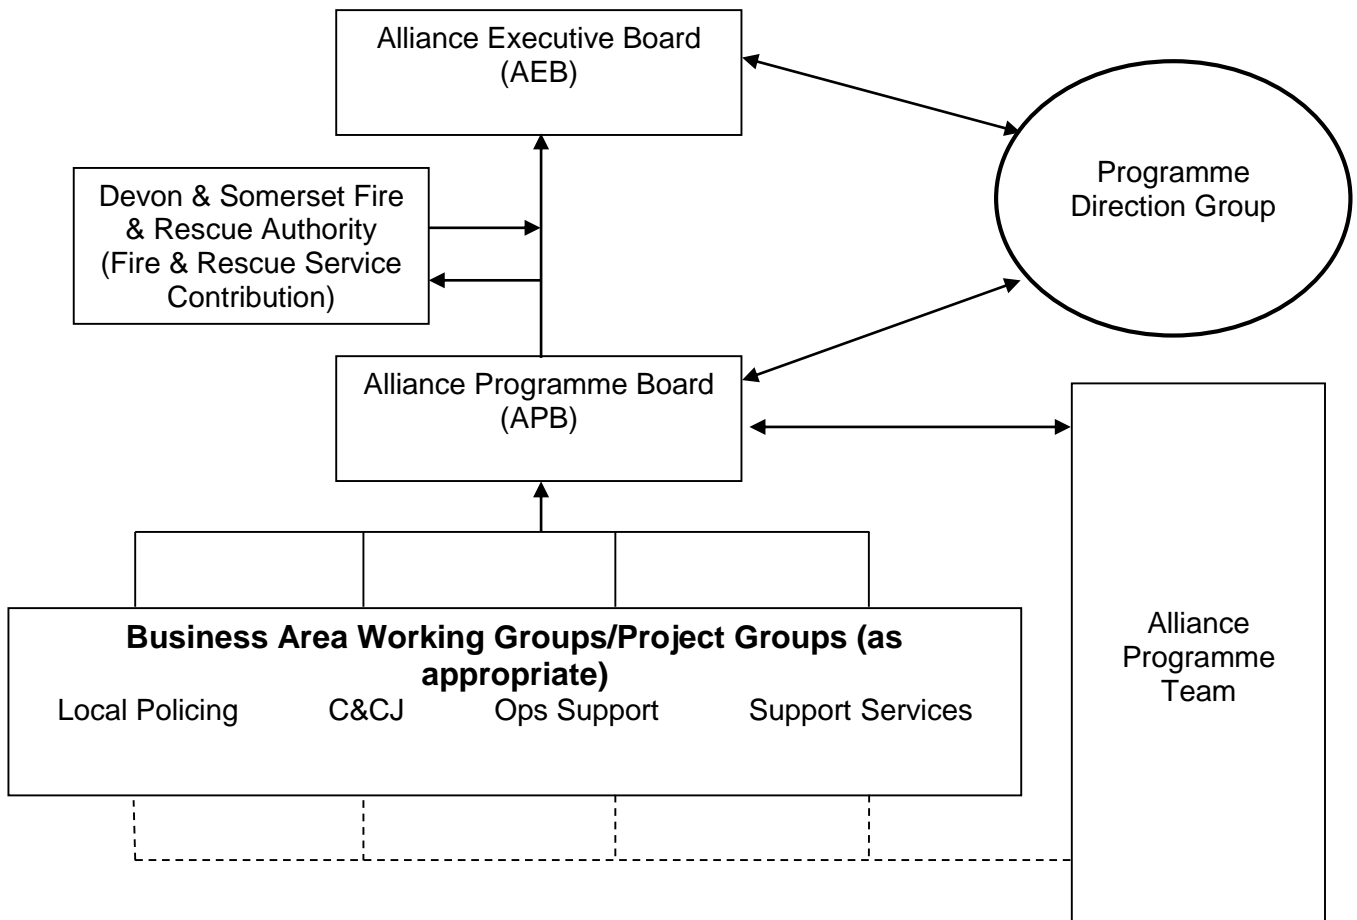 Alliance Executive Board
(AEB)
Devon & Somerset Fire
& Rescue Authority
(Fire & Rescue Service
Contribution)
Programme
Direction Group
Alliance Programme Board
(APB)
Business Area Working Groups/Project Groups (as
appropriate)
Local Policing C&CJ Ops Support Support Services
Alliance
Programme
Team